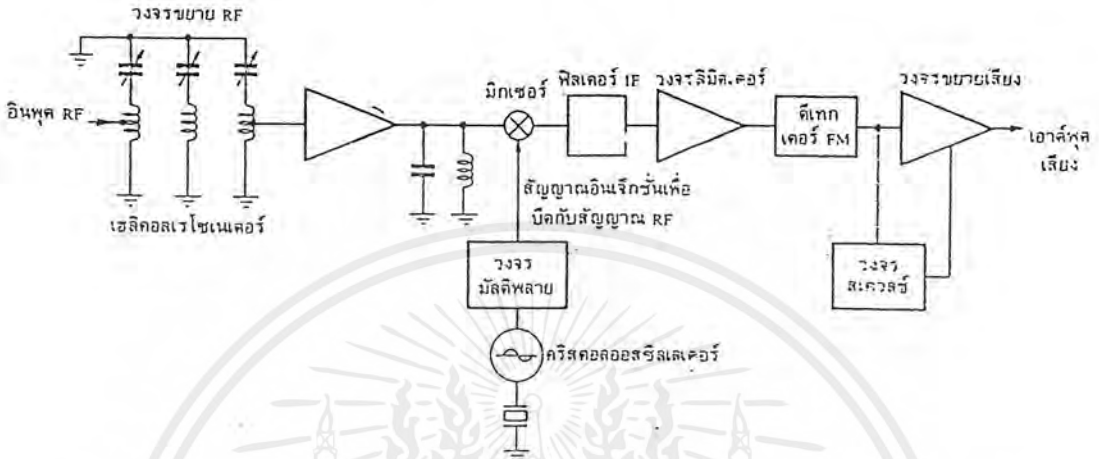 วงจรขยาย RF
อินพุต RF
เฮลิคอลเรโซเนเตอร์
มิกเซอร์
ฟิลเตอร์ IF
วงจรลิมิตเตอร์
ดีเทก
เตอร์ FM
วงจรขยายเสียง
เอาต์พุต
เสียง
สัญญาณอินเจ็กชั่นเพื่อ
บีตกับสัญญาณ RF
วงจร
มัลติพลาย
วงจร
สเควลช์
คริสตอลออสซิลเลเตอร์